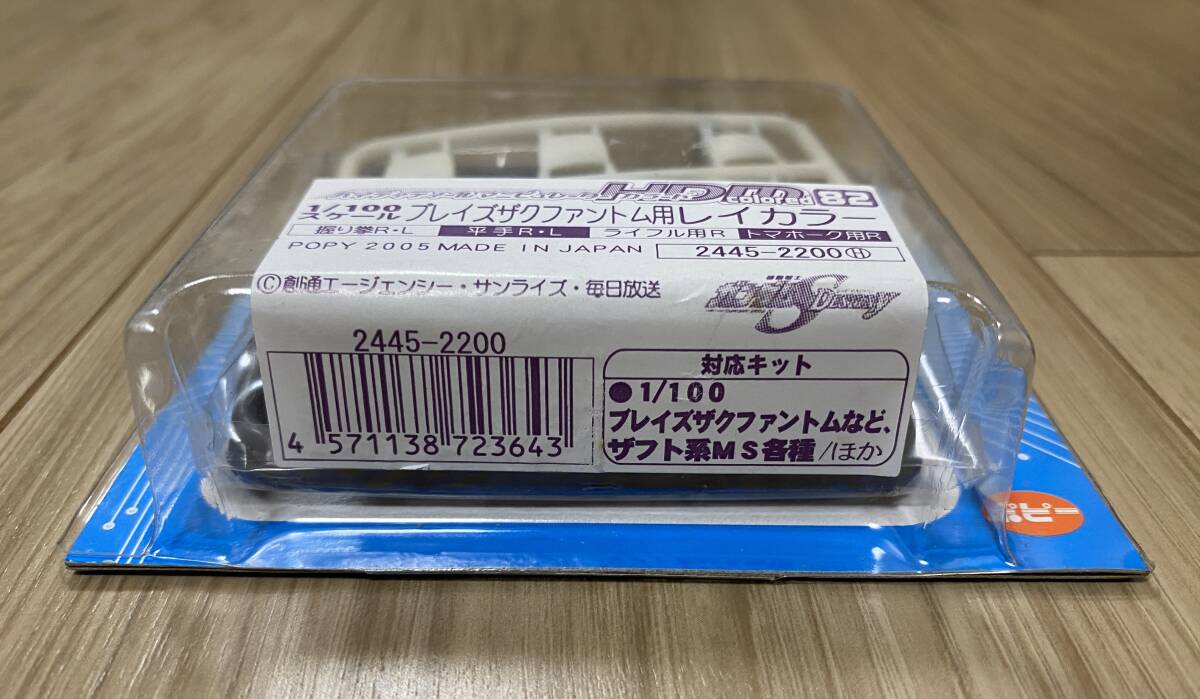 HDM colored 82
1/100スケール ブレイズザクファントム用レイカラー
握り拳R・L 平手R・L ライフル用R トマホーク用R
POPY 2005 MADE IN JAPAN 2445-2200 H
©創通エージェンシー・サンライズ・毎日放送
DESTINY
2445-2200
4 571138 723643
対応キット
●1/100
ブレイズザクファントムなど、
ザフト系MS各種/ほか